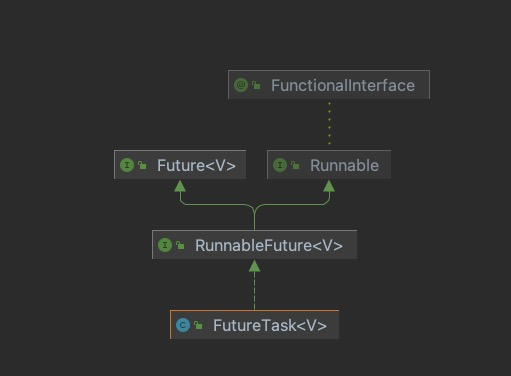 @ FunctionalInterface
I Future<V>
I Runnable
I RunnableFuture<V>
C FutureTask<V>